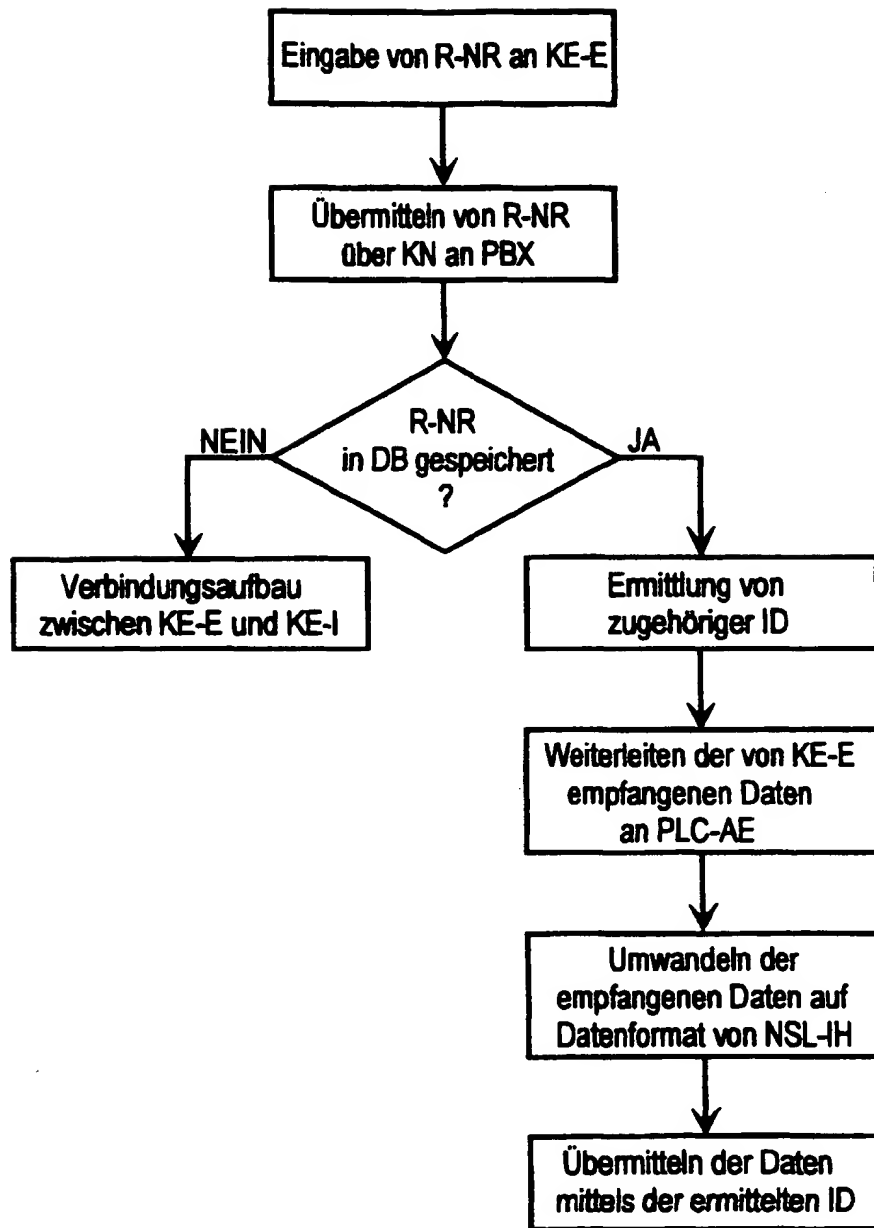 Eingabe von R-NR an KE-E
Übermitteln von R-NR
über KN an PBX
R-NR
in DB gespeichert
?
NEIN
JA
Verbindungsaufbau
zwischen KE-E und KE-I
Ermittlung von
zugehöriger ID
Weiterleiten der von KE-E
empfangenen Daten
an PLC-AE
Umwandeln der
empfangenen Daten auf
Datenformat von NSL-IH
Übermitteln der Daten
mittels der ermittelten ID